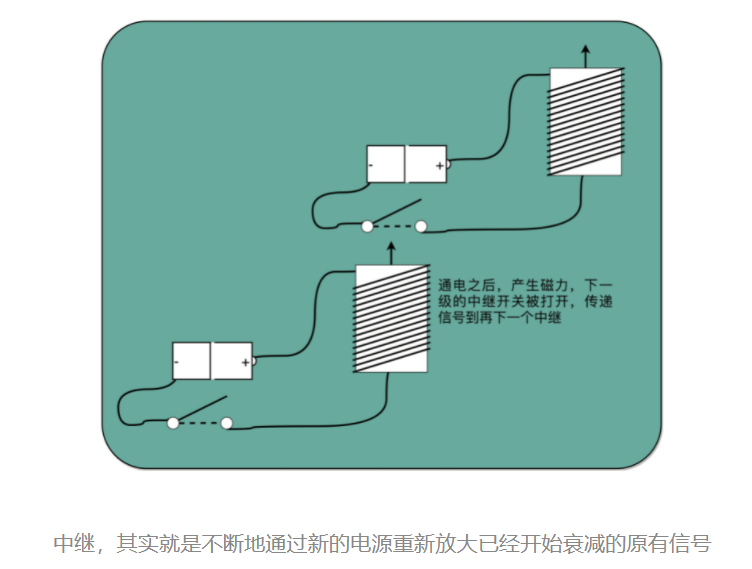 - +
通电之后，产生磁力，下一
级的中继开关被打开，传递
信号到再下一个中继
- +
中继，其实就是不断地通过新的电源重新放大已经开始衰减的原有信号